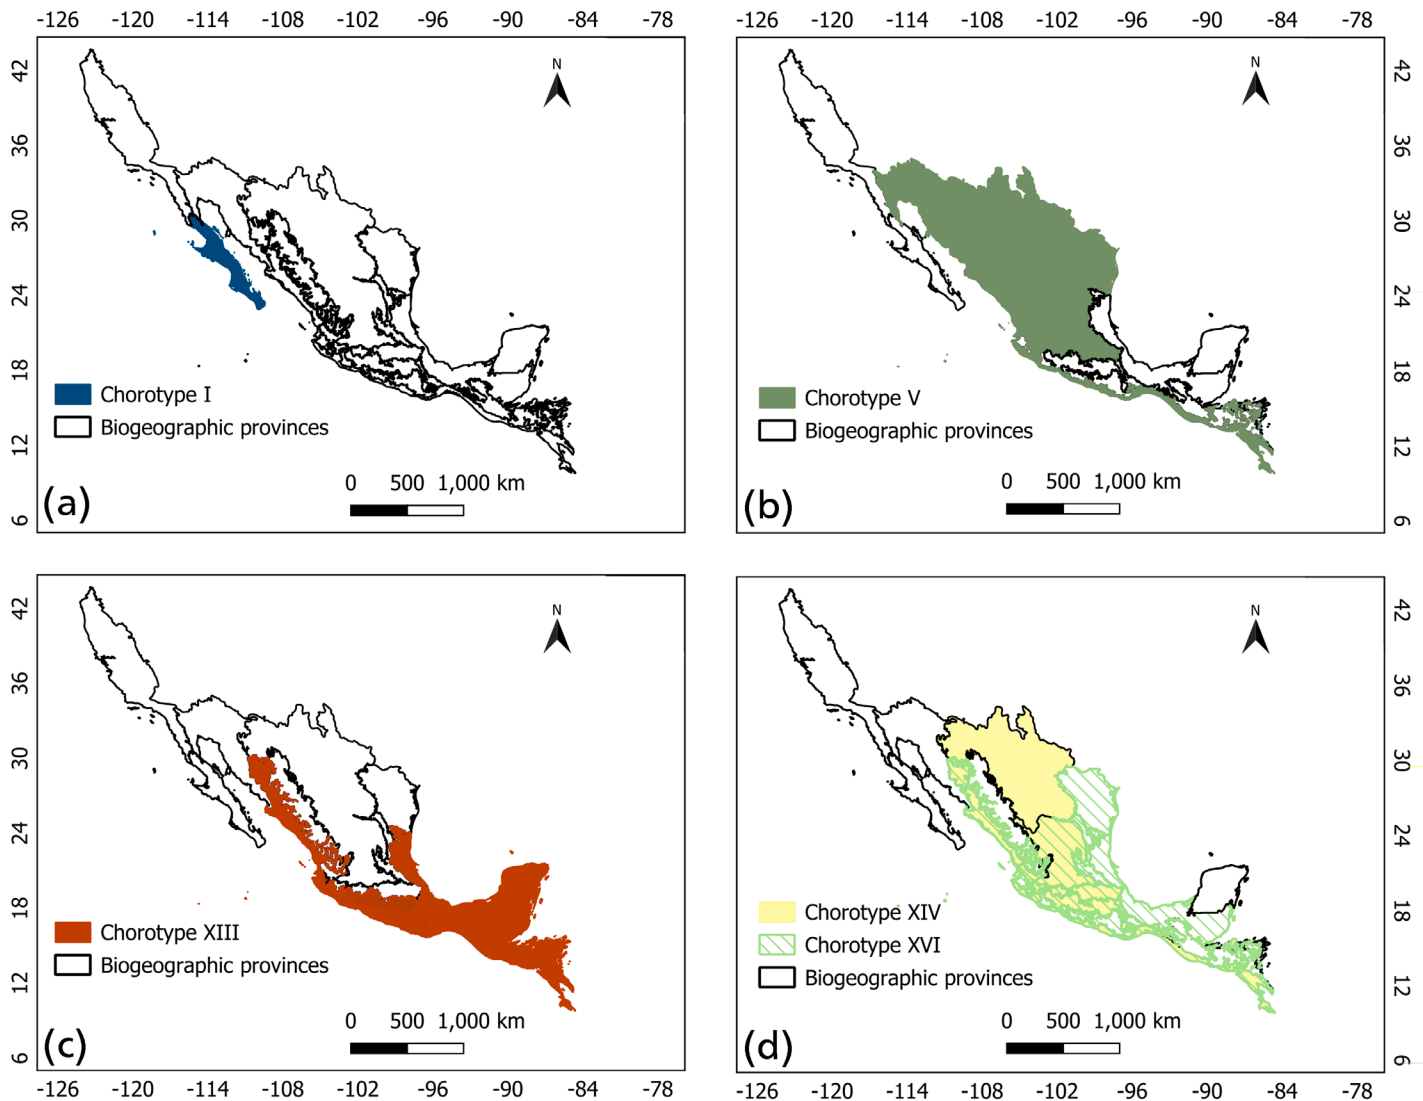 -126 -120 -114 -108 -102 -96 -90 -84 -78
-126 -120 -114 -108 -102 -96 -90 -84 -78
42
36
30
24
18
12
6
N
Chorotype I
Biogeographic provinces
0 500 1,000 km
(a)
N
Chorotype V
Biogeographic provinces
0 500 1,000 km
(b)
42
36
30
24
18
12
6
42
36
30
24
18
12
6
N
Chorotype XIII
Biogeographic provinces
0 500 1,000 km
(c)
N
Chorotype XIV
Chorotype XVI
Biogeographic provinces
0 500 1,000 km
(d)
42
36
30
24
18
12
6
-126 -120 -114 -108 -102 -96 -90 -84 -78
-126 -120 -114 -108 -102 -96 -90 -84 -78